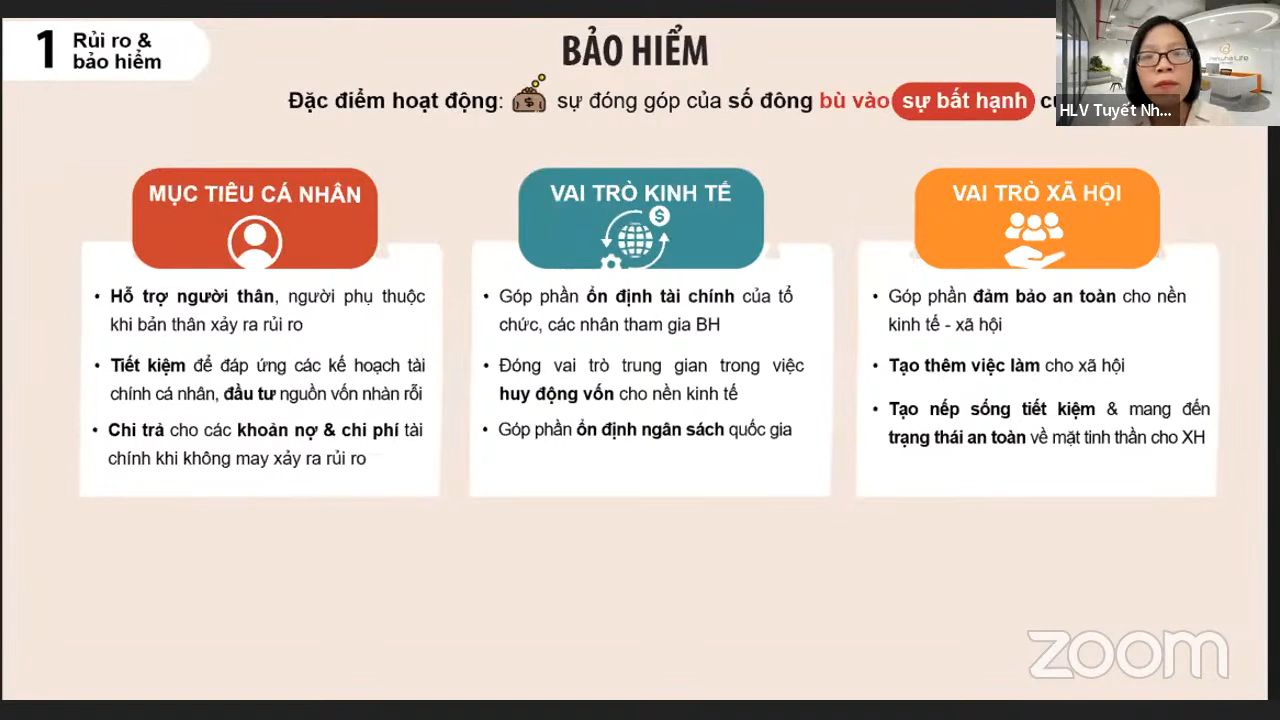 1
Rủi ro &
bảo hiểm
BẢO HIỂM
Đặc điểm hoạt động: sự đóng góp của số đông bù vào sự bất hạnh
HLV Tuyết Nh...
MỤC TIÊU CÁ NHÂN
• Hỗ trợ người thân, người phụ thuộc
khi bản thân xảy ra rủi ro
• Tiết kiệm để đáp ứng các kế hoạch tài
chính cá nhân, đầu tư nguồn vốn nhàn rỗi
• Chi trả cho các khoản nợ & chi phí tài
chính khi không may xảy ra rủi ro
VAI TRÒ KINH TẾ
• Góp phần ổn định tài chính của tổ
chức, các nhân tham gia BH
• Đóng vai trò trung gian trong việc
huy động vốn cho nền kinh tế
• Góp phần ổn định ngân sách quốc gia
VAI TRÒ XÃ HỘI
• Góp phần đảm bảo an toàn cho nền
kinh tế - xã hội
• Tạo thêm việc làm cho xã hội
• Tạo nếp sống tiết kiệm & mang đến
trạng thái an toàn về mặt tinh thần cho XH
zoom